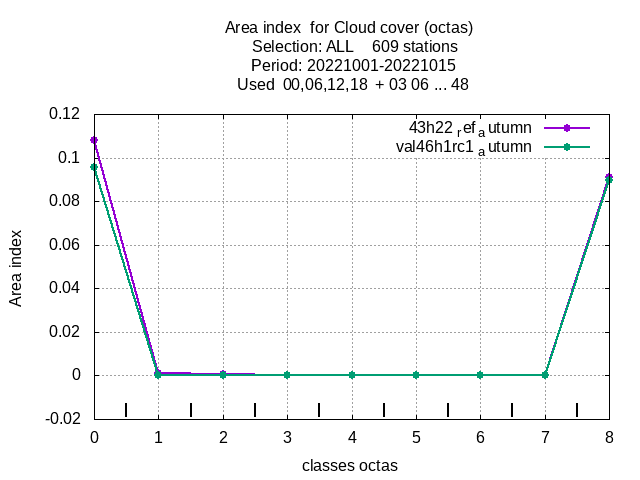 Area index  for Cloud cover (octas)
Selection: ALL    609 stations
Period: 20221001-20221015
Used  00,06,12,18  + 03 06 ... 48
43h22 ref autumn
val46h1rc1 autumn
0.12
0.1
0.08
0.06
0.04
0.02
0
-0.02
Area index
0 1 2 3 4 5 6 7 8
classes octas